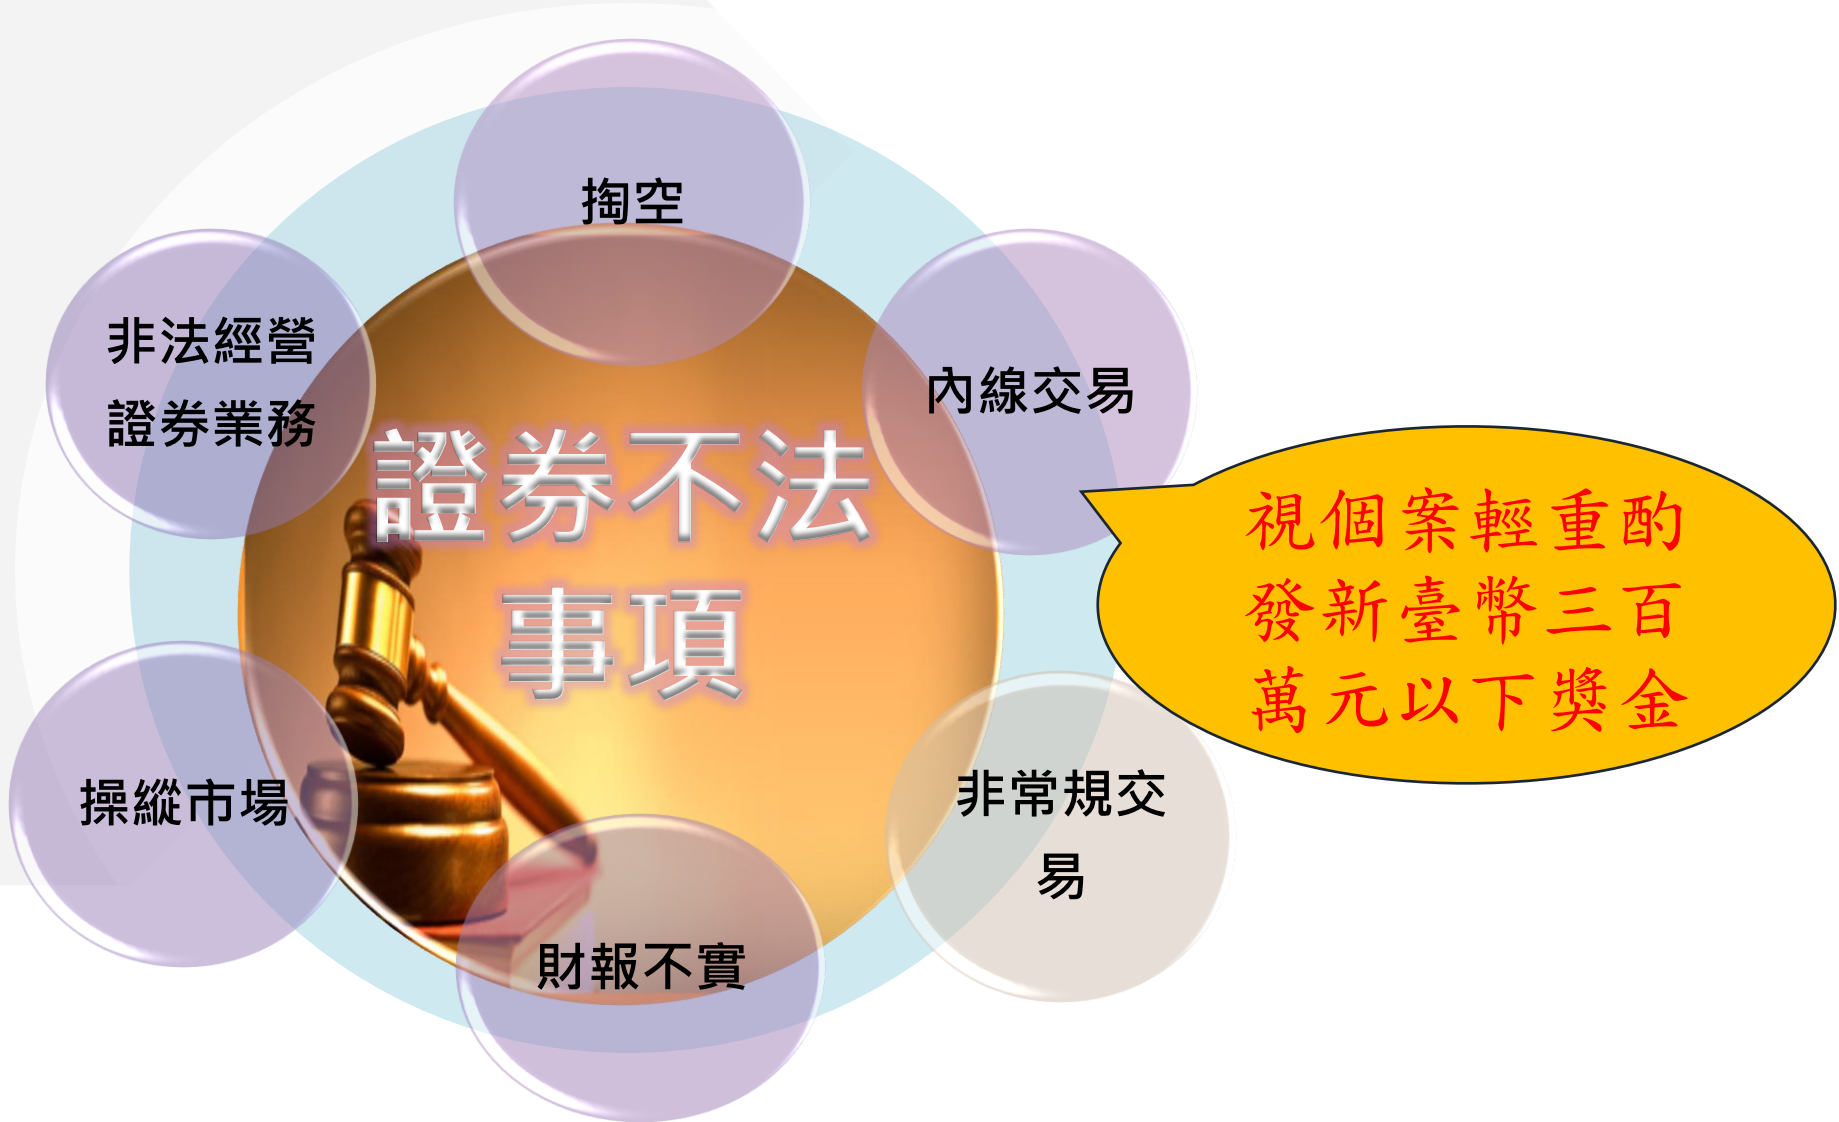 掏空
非法經營
證券業務
內線交易
證券不法
事項
視個案輕重酌
發新臺幣三百
萬元以下獎金
操縱市場
非常規交
易
財報不實